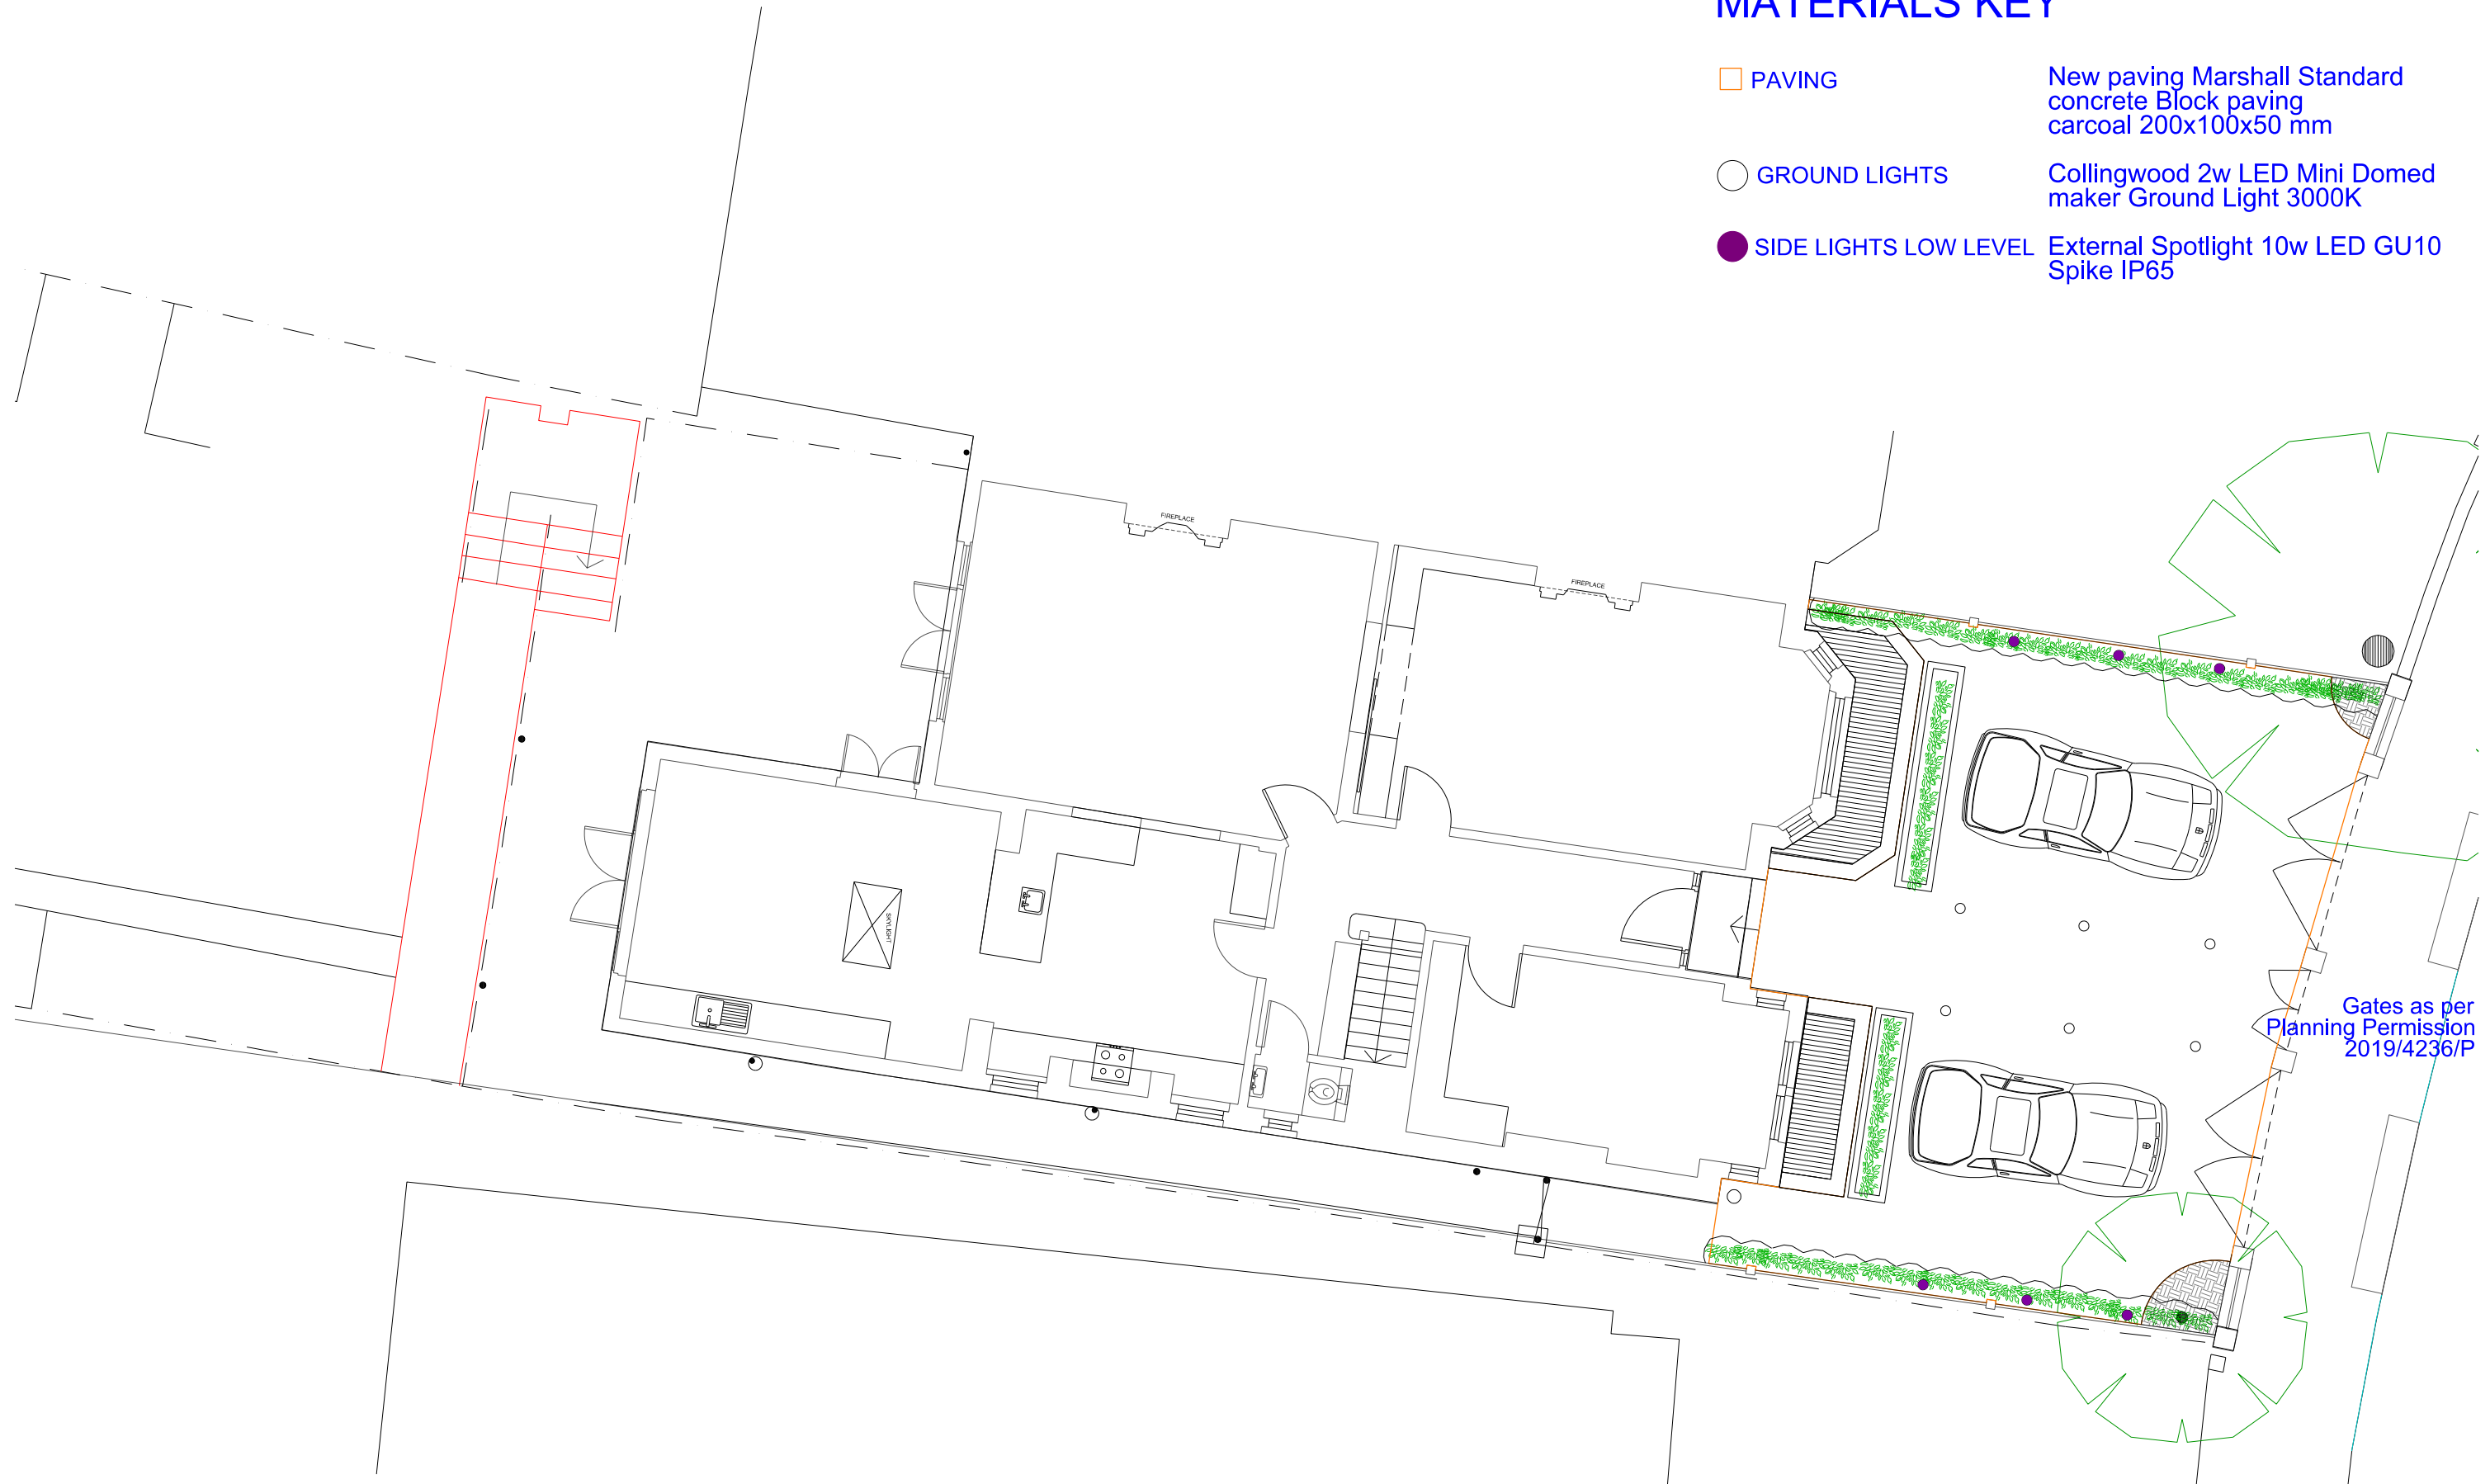 MATERIALS KEY
PAVING
New paving Marshall Standard
concrete Block paving
carcoal 200x100x50 mm
GROUND LIGHTS
Collingwood 2w LED Mini Domed
maker Ground Light 3000K
SIDE LIGHTS LOW LEVEL
External Spotlight 10w LED GU10
Spike IP65
FIREPLACE
FIREPLACE
SKYLIGHT
Gates as per
Planning Permission
2019/4236/P